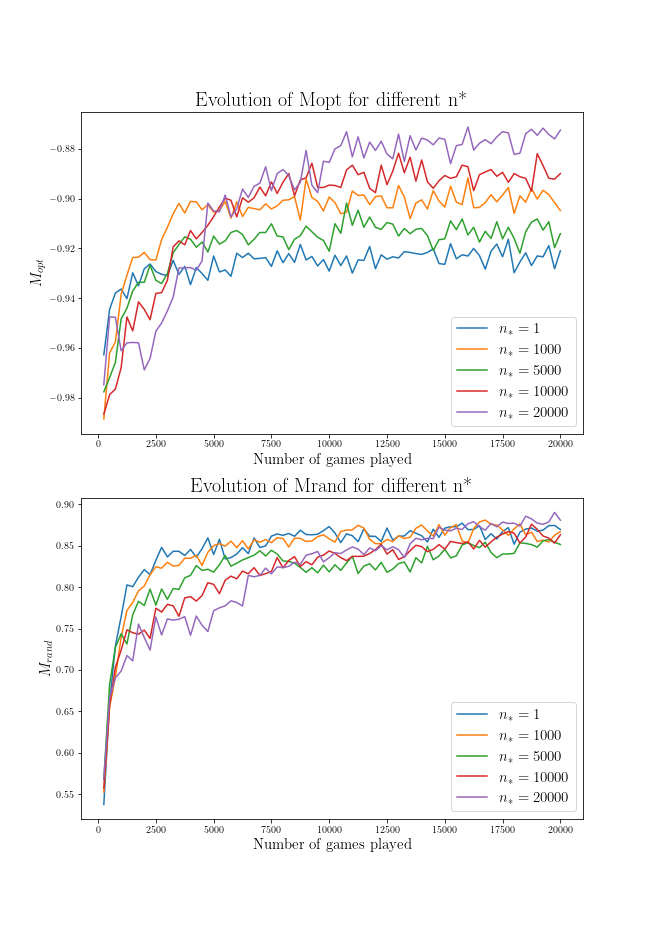 Evolution of Mopt for different n*
−0.88
−0.90
−0.92
−0.94
−0.96
−0.98
M_opt
n_* = 1
n_* = 1000
n_* = 5000
n_* = 10000
n_* = 20000
0 2500 5000 7500 10000 12500 15000 17500 20000
Number of games played
Evolution of Mrand for different n*
0.90
0.85
0.80
0.75
0.70
0.65
0.60
0.55
M_rand
n_* = 1
n_* = 1000
n_* = 5000
n_* = 10000
n_* = 20000
0 2500 5000 7500 10000 12500 15000 17500 20000
Number of games played